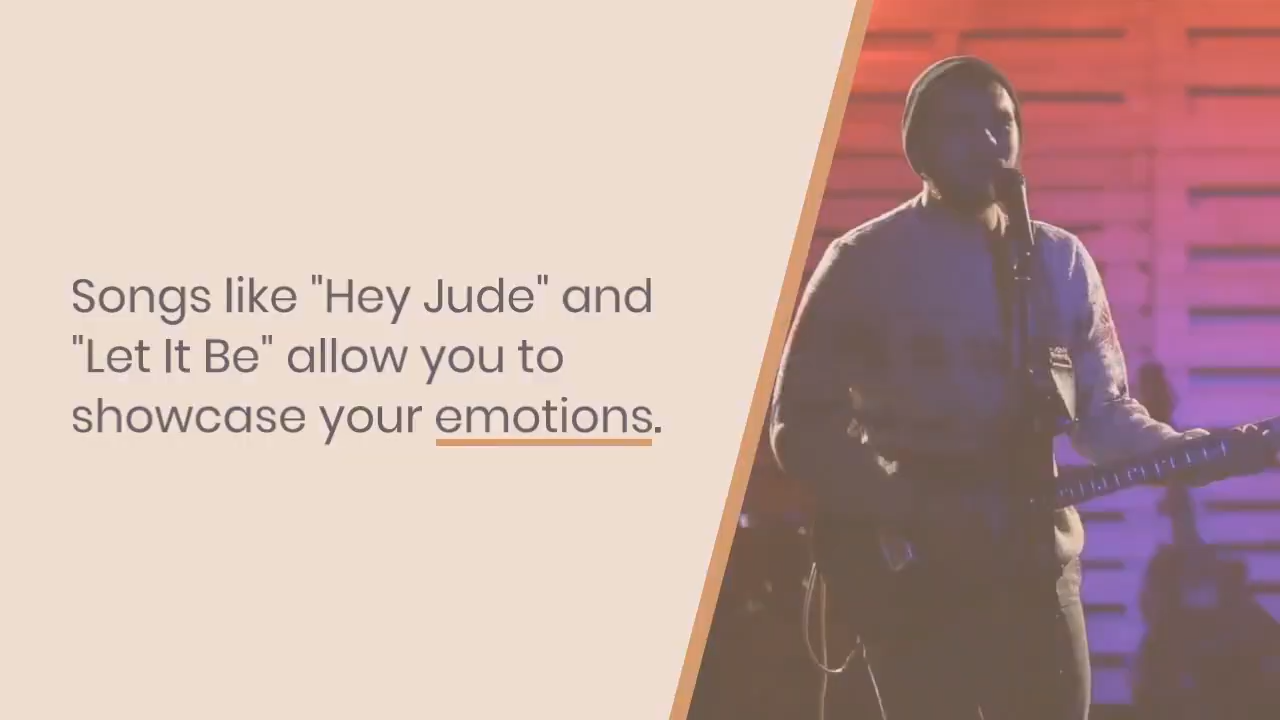 Songs like "Hey Jude" and
"Let It Be" allow you to
showcase your emotions.